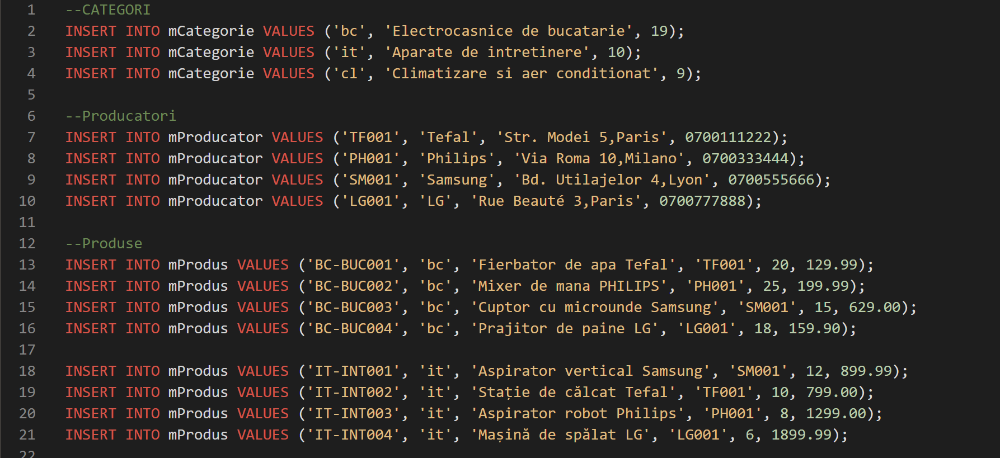 1 --CATEGORI
2 INSERT INTO mCategorie VALUES ('bc', 'Electrocasnice de bucatarie', 19);
3 INSERT INTO mCategorie VALUES ('it', 'Aparate de intretinere', 10);
4 INSERT INTO mCategorie VALUES ('cl', 'Climatizare si aer conditionat', 9);
5
6 --Producatori
7 INSERT INTO mProducator VALUES ('TF001', 'Tefal', 'Str. Modei 5,Paris', 0700111222);
8 INSERT INTO mProducator VALUES ('PH001', 'Philips', 'Via Roma 10,Milano', 0700333444);
9 INSERT INTO mProducator VALUES ('SM001', 'Samsung', 'Bd. Utilajelor 4,Lyon', 0700555666);
10 INSERT INTO mProducator VALUES ('LG001', 'LG', 'Rue Beauté 3,Paris', 0700777888);
11
12 --Produse
13 INSERT INTO mProdus VALUES ('BC-BUC001', 'bc', 'Fierbator de apa Tefal', 'TF001', 20, 129.99);
14 INSERT INTO mProdus VALUES ('BC-BUC002', 'bc', 'Mixer de mana PHILIPS', 'PH001', 25, 199.99);
15 INSERT INTO mProdus VALUES ('BC-BUC003', 'bc', 'Cuptor cu microunde Samsung', 'SM001', 15, 629.00);
16 INSERT INTO mProdus VALUES ('BC-BUC004', 'bc', 'Prajitor de paine LG', 'LG001', 18, 159.90);
17
18 INSERT INTO mProdus VALUES ('IT-INT001', 'it', 'Aspirator vertical Samsung', 'SM001', 12, 899.99);
19 INSERT INTO mProdus VALUES ('IT-INT002', 'it', 'Stație de călcat Tefal', 'TF001', 10, 799.00);
20 INSERT INTO mProdus VALUES ('IT-INT003', 'it', 'Aspirator robot Philips', 'PH001', 8, 1299.00);
21 INSERT INTO mProdus VALUES ('IT-INT004', 'it', 'Mașină de spălat LG', 'LG001', 6, 1899.99);
22